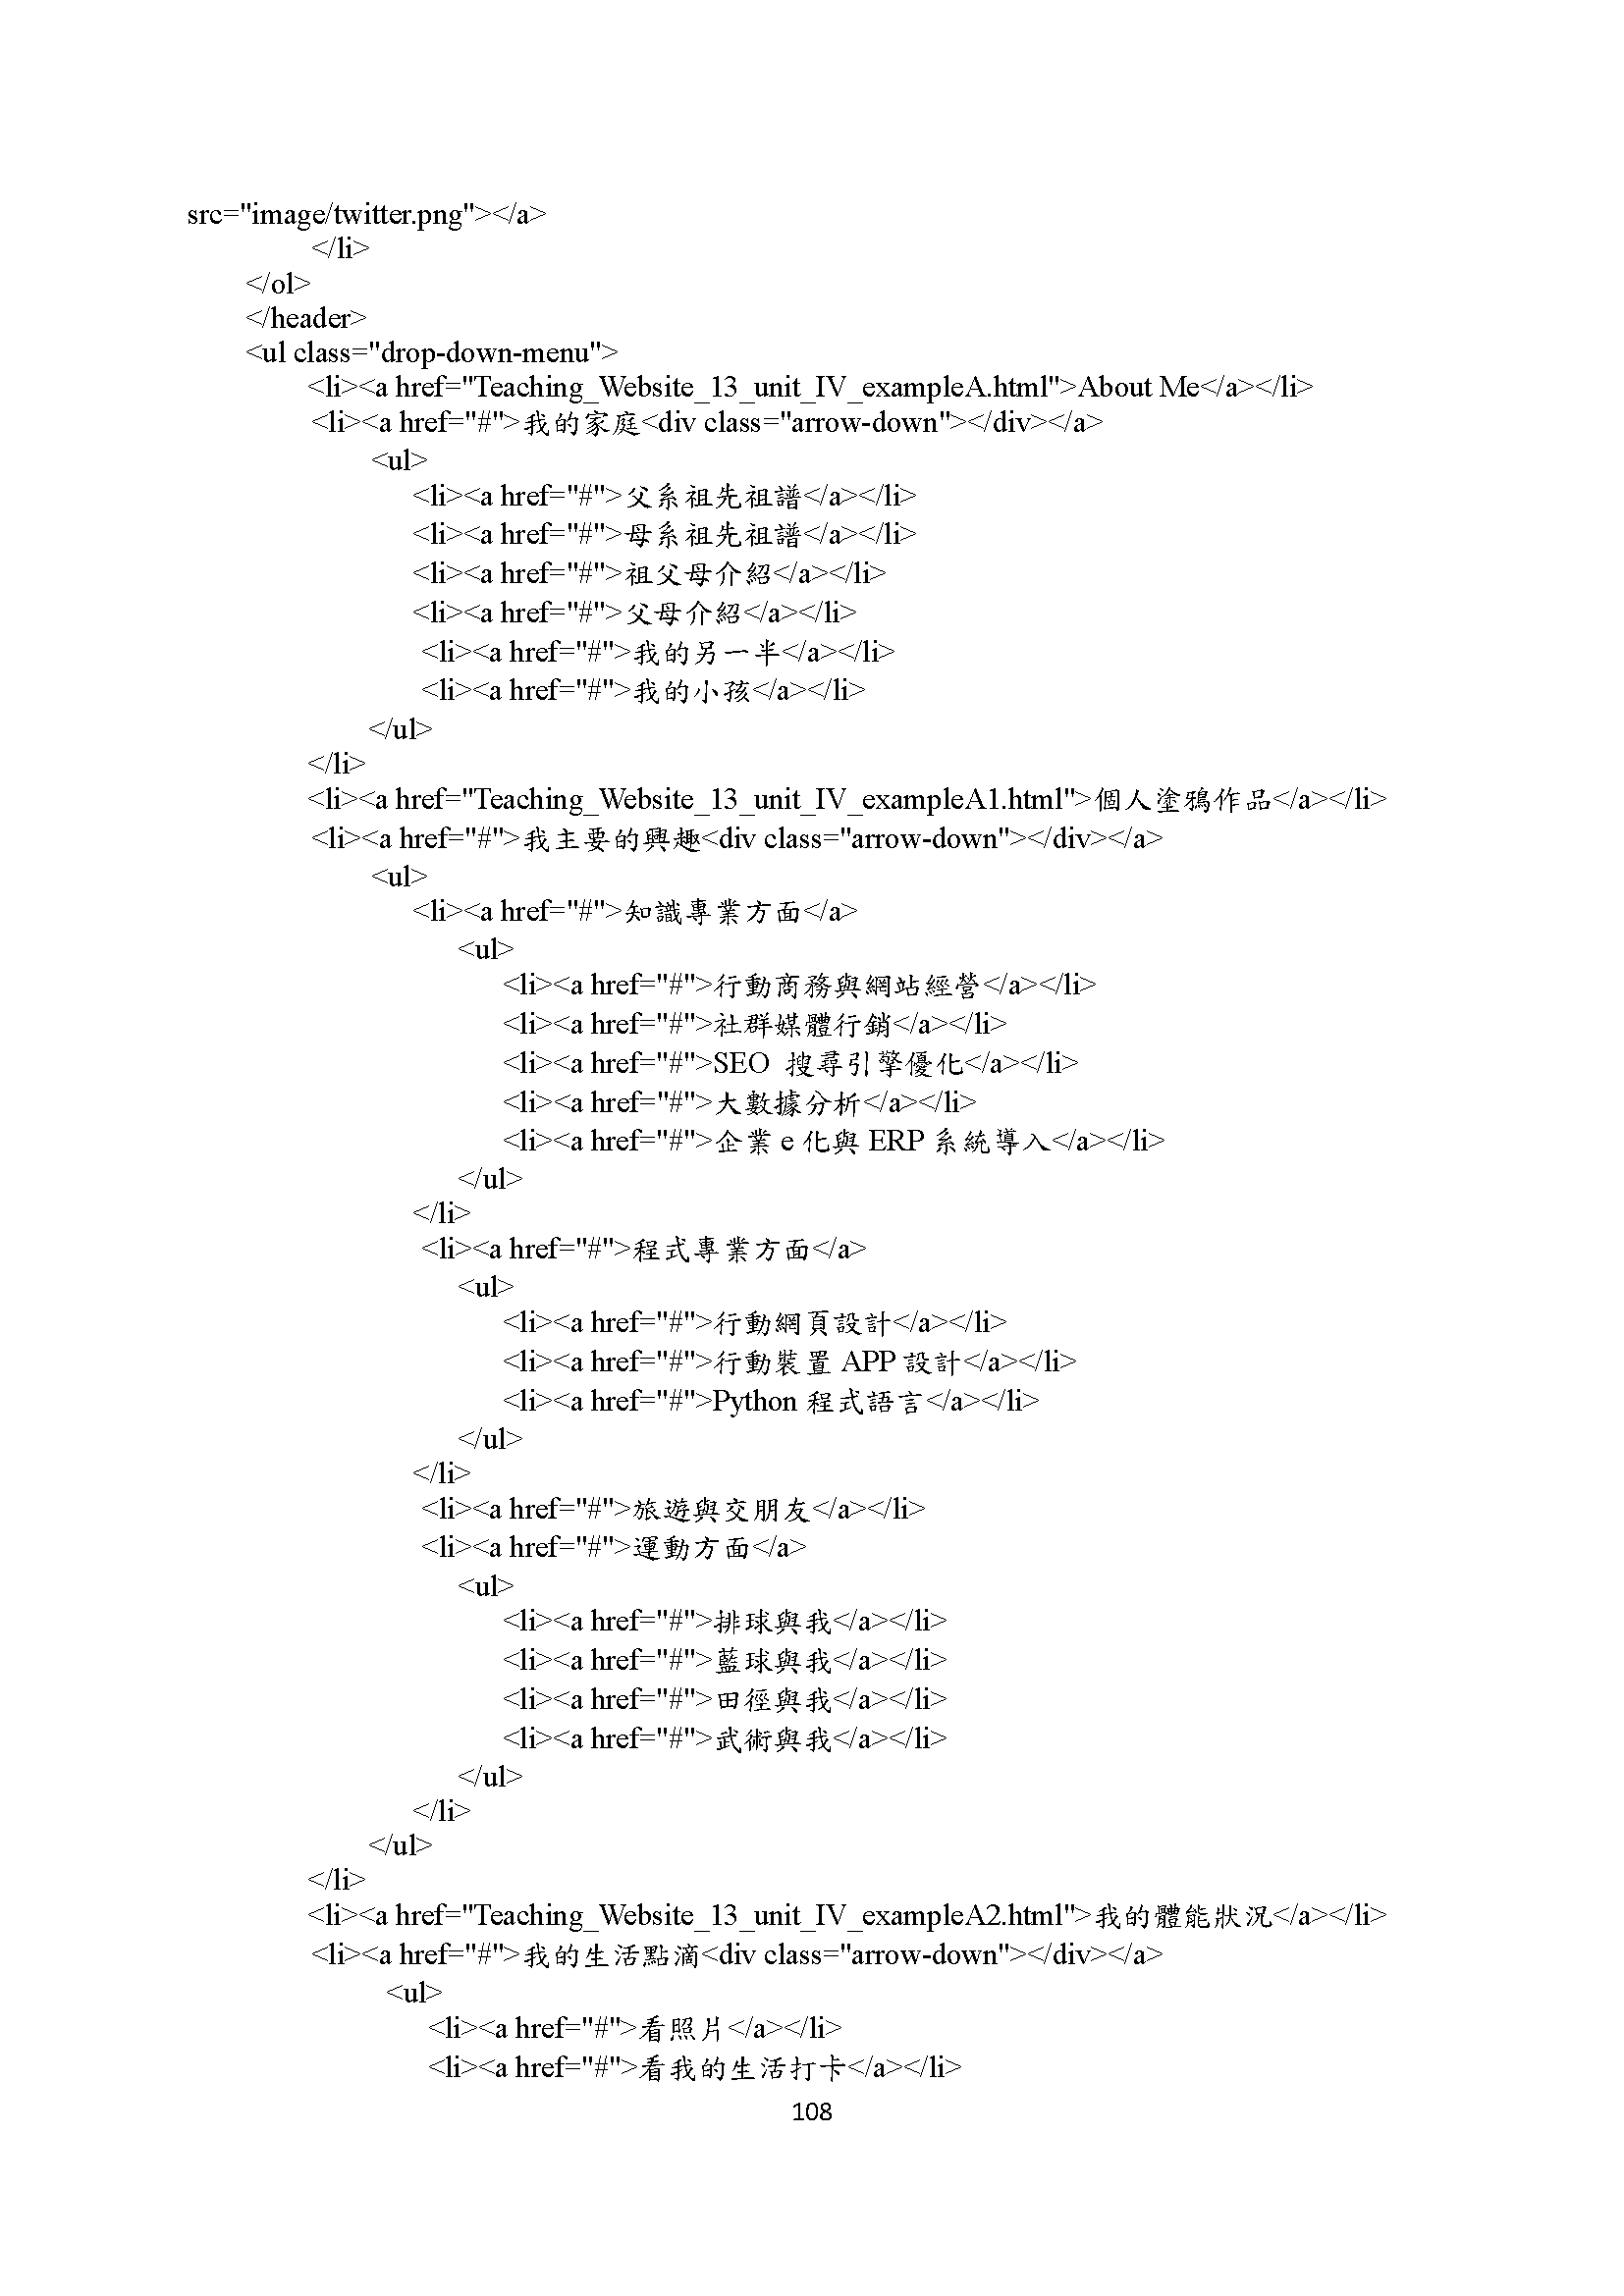 src="image/twitter.png"></a>
</li>
</ol>
</header>
<ul class="drop-down-menu">
<li><a href="Teaching_Website_13_unit_IV_exampleA.html">About Me</a></li>
<li><a href="#">我的家庭<div class="arrow-down"></div></a>
<ul>
<li><a href="#">父系祖先祖譜</a></li>
<li><a href="#">母系祖先祖譜</a></li>
<li><a href="#">祖父母介紹</a></li>
<li><a href="#">父母介紹</a></li>
<li><a href="#">我的另一半</a></li>
<li><a href="#">我的小孩</a></li>
</ul>
</li>
<li><a href="Teaching_Website_13_unit_IV_exampleA1.html">個人塗鴉作品</a></li>
<li><a href="#">我主要的興趣<div class="arrow-down"></div></a>
<ul>
<li><a href="#">知識專業方面</a>
<ul>
<li><a href="#">行動商務與網站經營</a></li>
<li><a href="#">社群媒體行銷</a></li>
<li><a href="#">SEO 搜尋引擎優化</a></li>
<li><a href="#">大數據分析</a></li>
<li><a href="#">企業 e 化與 ERP 系統導入</a></li>
</ul>
</li>
<li><a href="#">程式專業方面</a>
<ul>
<li><a href="#">行動網頁設計</a></li>
<li><a href="#">行動裝置 APP 設計</a></li>
<li><a href="#">Python 程式語言</a></li>
</ul>
</li>
<li><a href="#">旅遊與交朋友</a></li>
<li><a href="#">運動方面</a>
<ul>
<li><a href="#">排球與我</a></li>
<li><a href="#">藍球與我</a></li>
<li><a href="#">田徑與我</a></li>
<li><a href="#">武術與我</a></li>
</ul>
</li>
</ul>
</li>
<li><a href="Teaching_Website_13_unit_IV_exampleA2.html">我的體能狀況</a></li>
<li><a href="#">我的生活點滴<div class="arrow-down"></div></a>
<ul>
<li><a href="#">看照片</a></li>
<li><a href="#">看我的生活打卡</a></li>
108